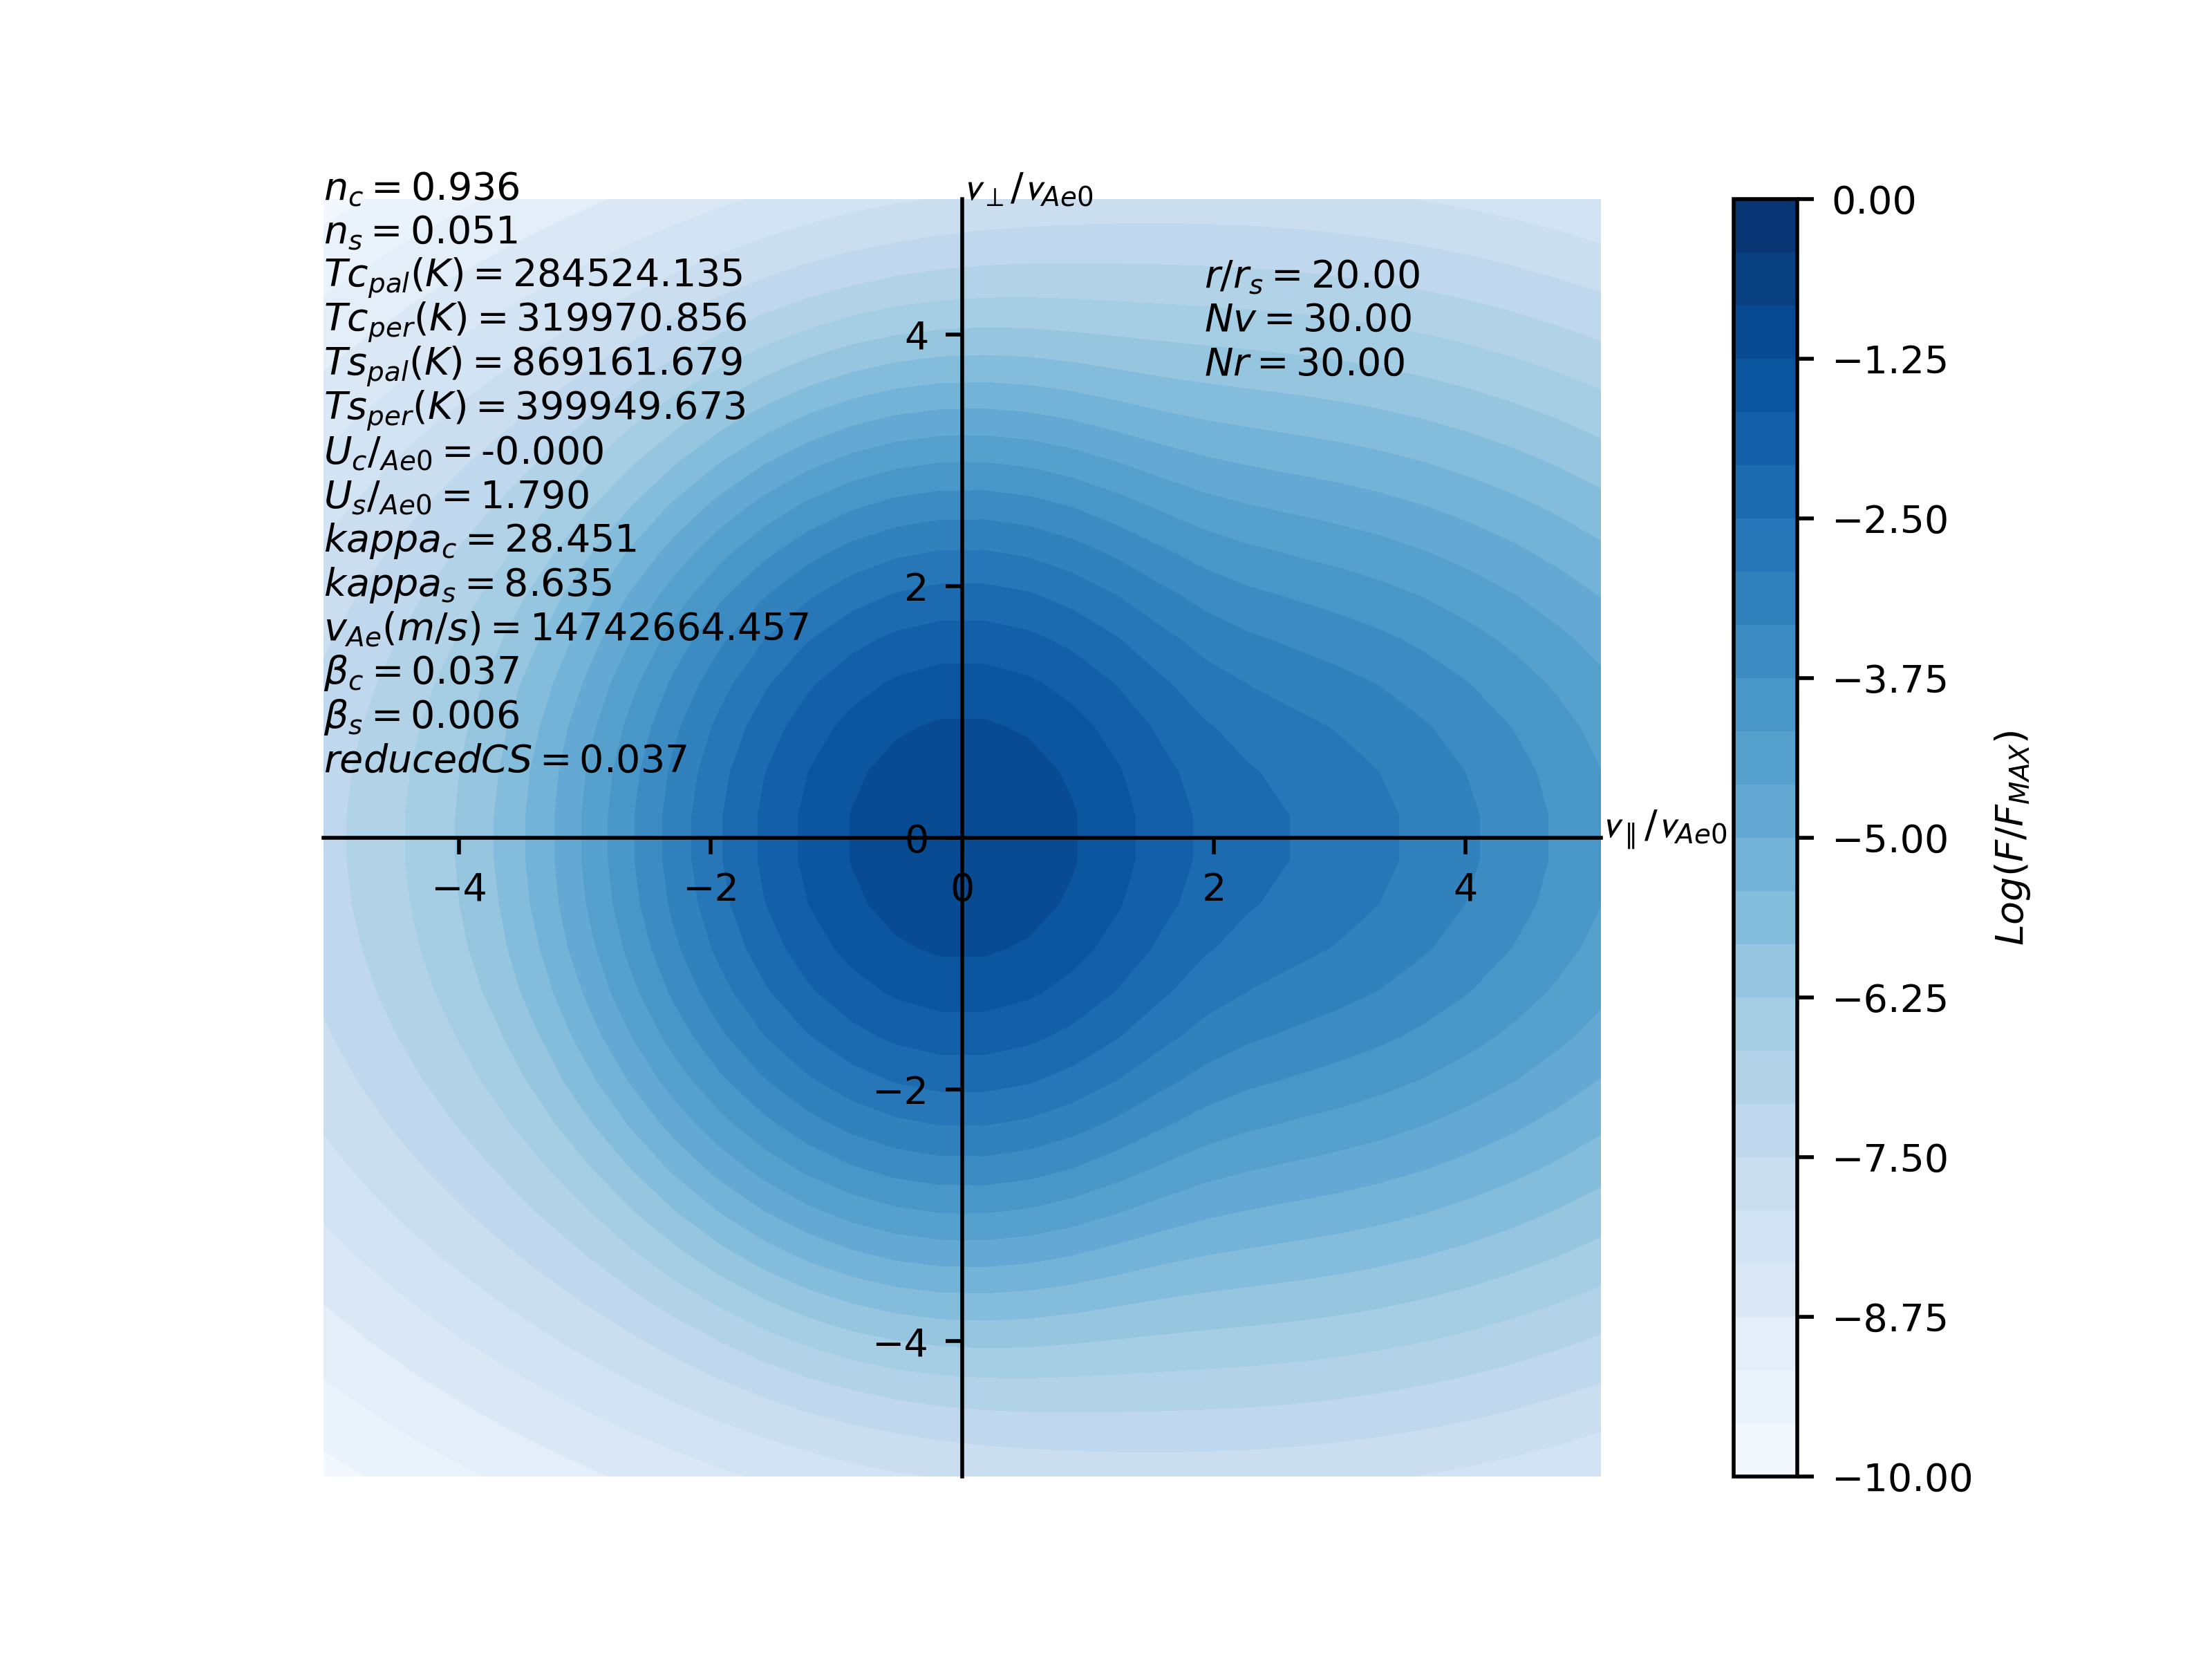 n_c = 0.936
n_s = 0.051
Tc_pal(K) = 284524.135
Tc_per(K) = 319970.856
Ts_pal(K) = 869161.679
Ts_per(K) = 399949.673
U_c/_Ae0 = -0.000
U_s/_Ae0 = 1.790
kappa_c = 28.451
kappa_s = 8.635
v_Ae(m/s) = 14742664.457
β_c = 0.037
β_s = 0.006
reducedCS = 0.037
v_⊥/v_Ae0
r/r_s = 20.00
Nv = 30.00
Nr = 30.00
4
2
0
−2
−4
−4
−2
0
2
4
v_∥/v_Ae0
0.00
−1.25
−2.50
−3.75
−5.00
−6.25
−7.50
−8.75
−10.00
Log(F/F_MAX)